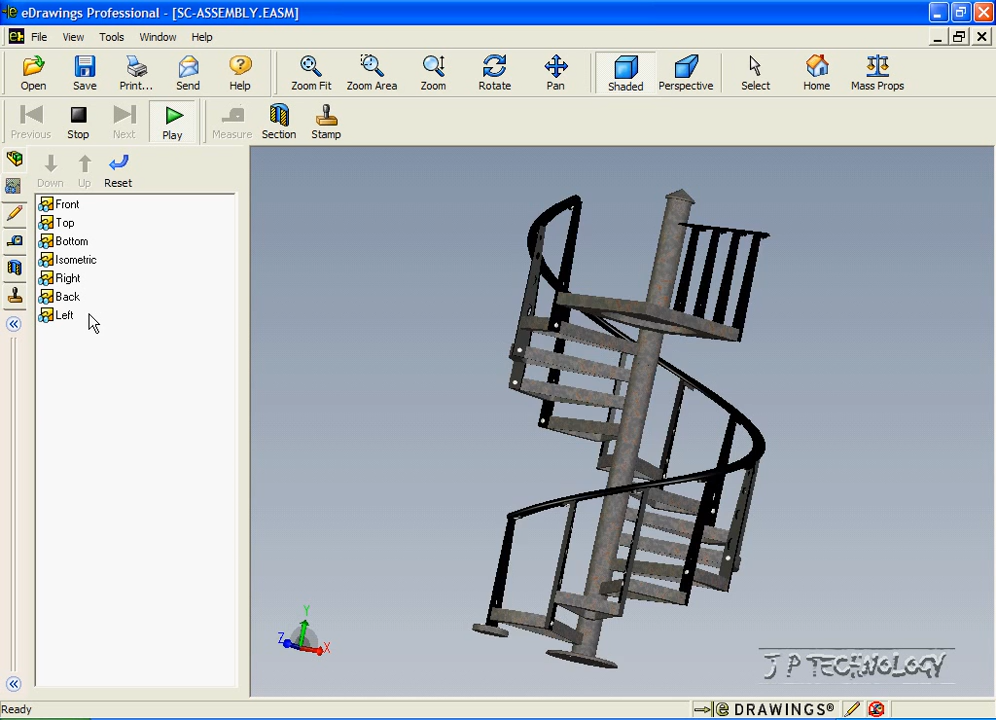 eDrawings Professional - [SC-ASSEMBLY.EASM]
File View Tools Window Help
Open Save Print... Send Help Zoom Fit Zoom Area Zoom Rotate Pan Shaded Perspective Select Home Mass Props
Previous Stop Next Play Measure Section Stamp
Down Up Reset
Front
Top
Bottom
Isometric
Right
Back
Left
Y
Z
X
J P TECHNOLOGY
Ready
e DRAWINGS®